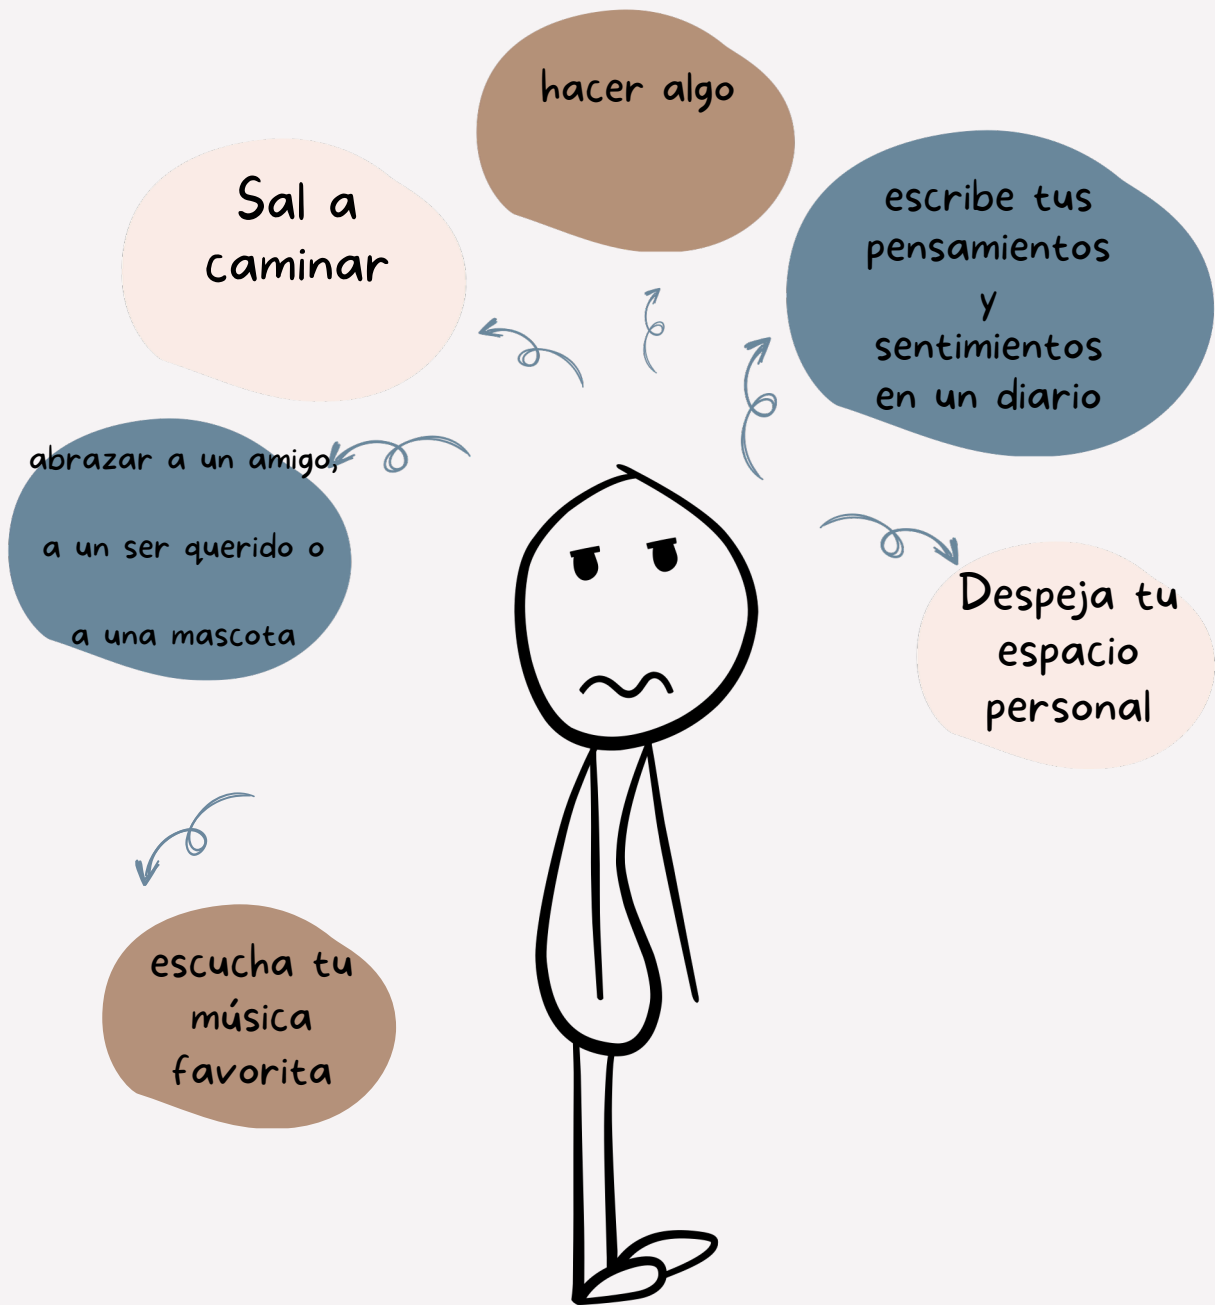 hacer algo
Sal a
caminar
escribe tus
pensamientos
y
sentimientos
en un diario
abrazar a un amigo,
a un ser querido o
a una mascota
Despeja tu
espacio
personal
escucha tu
música
favorita